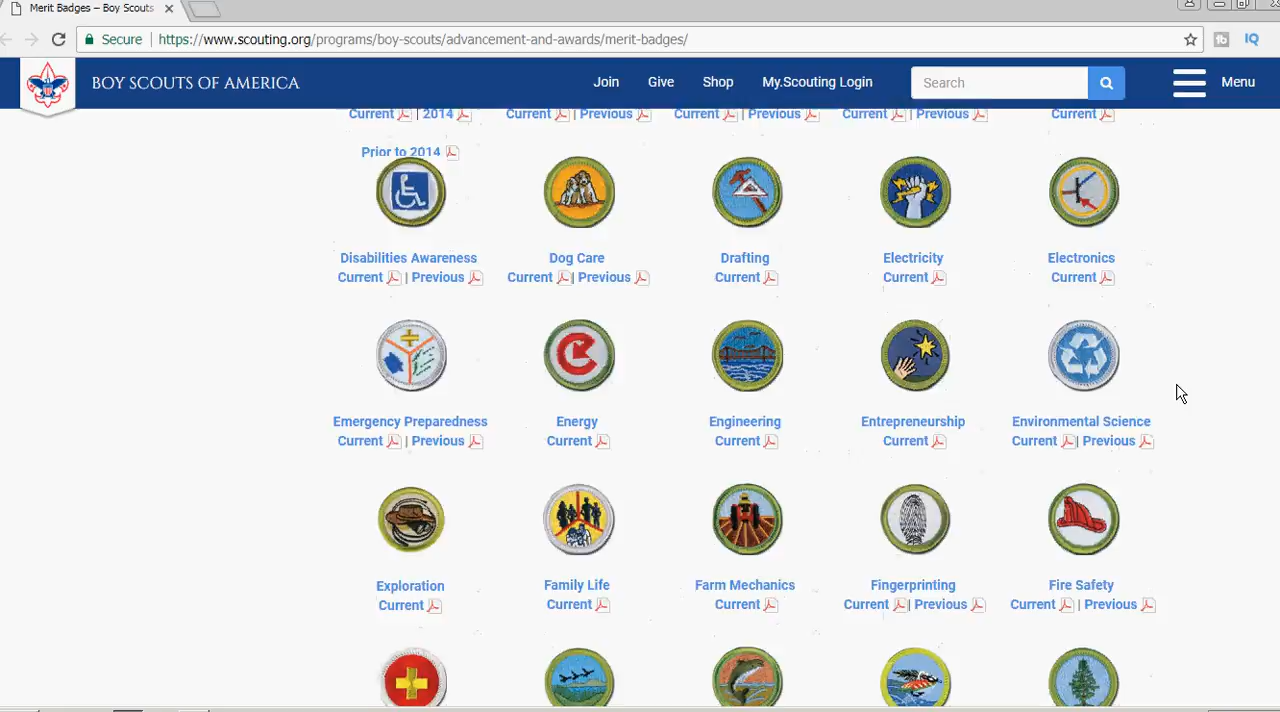 Merit Badges – Boy Scouts
Secure | https://www.scouting.org/programs/boy-scouts/advancement-and-awards/merit-badges/
IQ
BOY SCOUTS OF AMERICA Join Give Shop My.Scouting Login Search Menu
Current | 2014 Current | Previous Current | Previous Current | Previous Current
Prior to 2014
Disabilities Awareness Dog Care Drafting Electricity Electronics
Current | Previous Current | Previous Current Current Current
Emergency Preparedness Energy Engineering Entrepreneurship Environmental Science
Current | Previous Current Current Current Current | Previous
Exploration Family Life Farm Mechanics Fingerprinting Fire Safety
Current Current Current Current | Previous Current | Previous